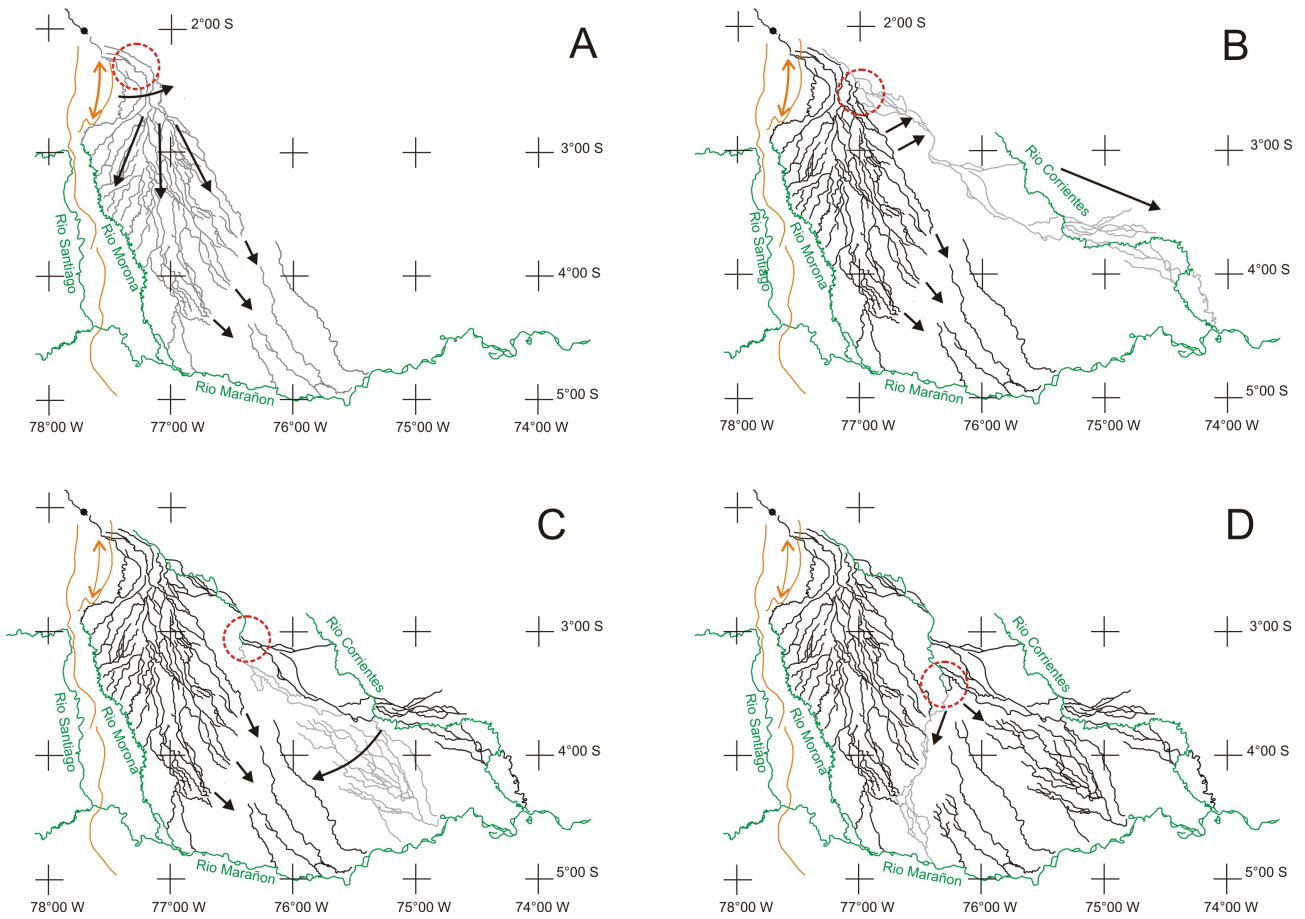 A
2°00 S
3°00 S
4°00 S
5°00 S
Rio Santiago
Rio Morona
Rio Marañon
78°00 W
77°00 W
76°00 W
75°00 W
74°00 W
B
2°00 S
3°00 S
4°00 S
5°00 S
Rio Corrientes
Rio Santiago
Rio Morona
Rio Marañon
78°00 W
77°00 W
76°00 W
75°00 W
74°00 W
C
3°00 S
4°00 S
5°00 S
Rio Corrientes
Rio Santiago
Rio Morona
Rio Marañon
78°00 W
77°00 W
76°00 W
75°00 W
74°00 W
D
3°00 S
4°00 S
5°00 S
Rio Corrientes
Rio Santiago
Rio Morona
Rio Marañon
78°00 W
77°00 W
76°00 W
75°00 W
74°00 W